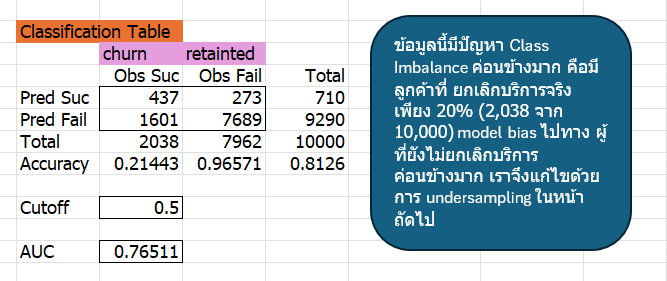 Classification Table
churn retainted
Obs Suc Obs Fail Total
Pred Suc 437 273 710
Pred Fail 1601 7689 9290
Total 2038 7962 10000
Accuracy 0.21443 0.96571 0.8126
Cutoff 0.5
AUC 0.76511
ข้อมูลนี้มีปัญหา Class
Imbalance ค่อนข้างมาก คือมี
ลูกค้าที่ ยกเลิกบริการจริง
เพียง 20% (2,038 จาก
10,000) model bias ไปทาง ผู้
ที่ยังไม่ยกเลิกบริการ
ค่อนข้างมาก เราจึงแก้ไขด้วย
การ undersampling ในหน้า
ถัดไป